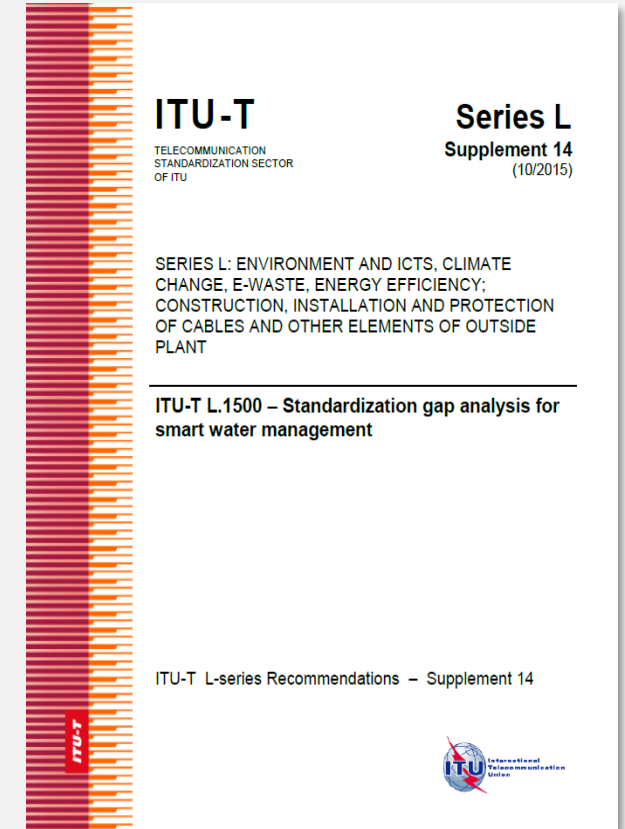 ITU-T
TELECOMMUNICATION
STANDARDIZATION SECTOR
OF ITU
Series L
Supplement 14
(10/2015)
SERIES L: ENVIRONMENT AND ICTS, CLIMATE
CHANGE, E-WASTE, ENERGY EFFICIENCY;
CONSTRUCTION, INSTALLATION AND PROTECTION
OF CABLES AND OTHER ELEMENTS OF OUTSIDE
PLANT
ITU-T L.1500 – Standardization gap analysis for
smart water management
ITU-T L-series Recommendations – Supplement 14
ITU-T
ITU
International
Telecommunication
Union